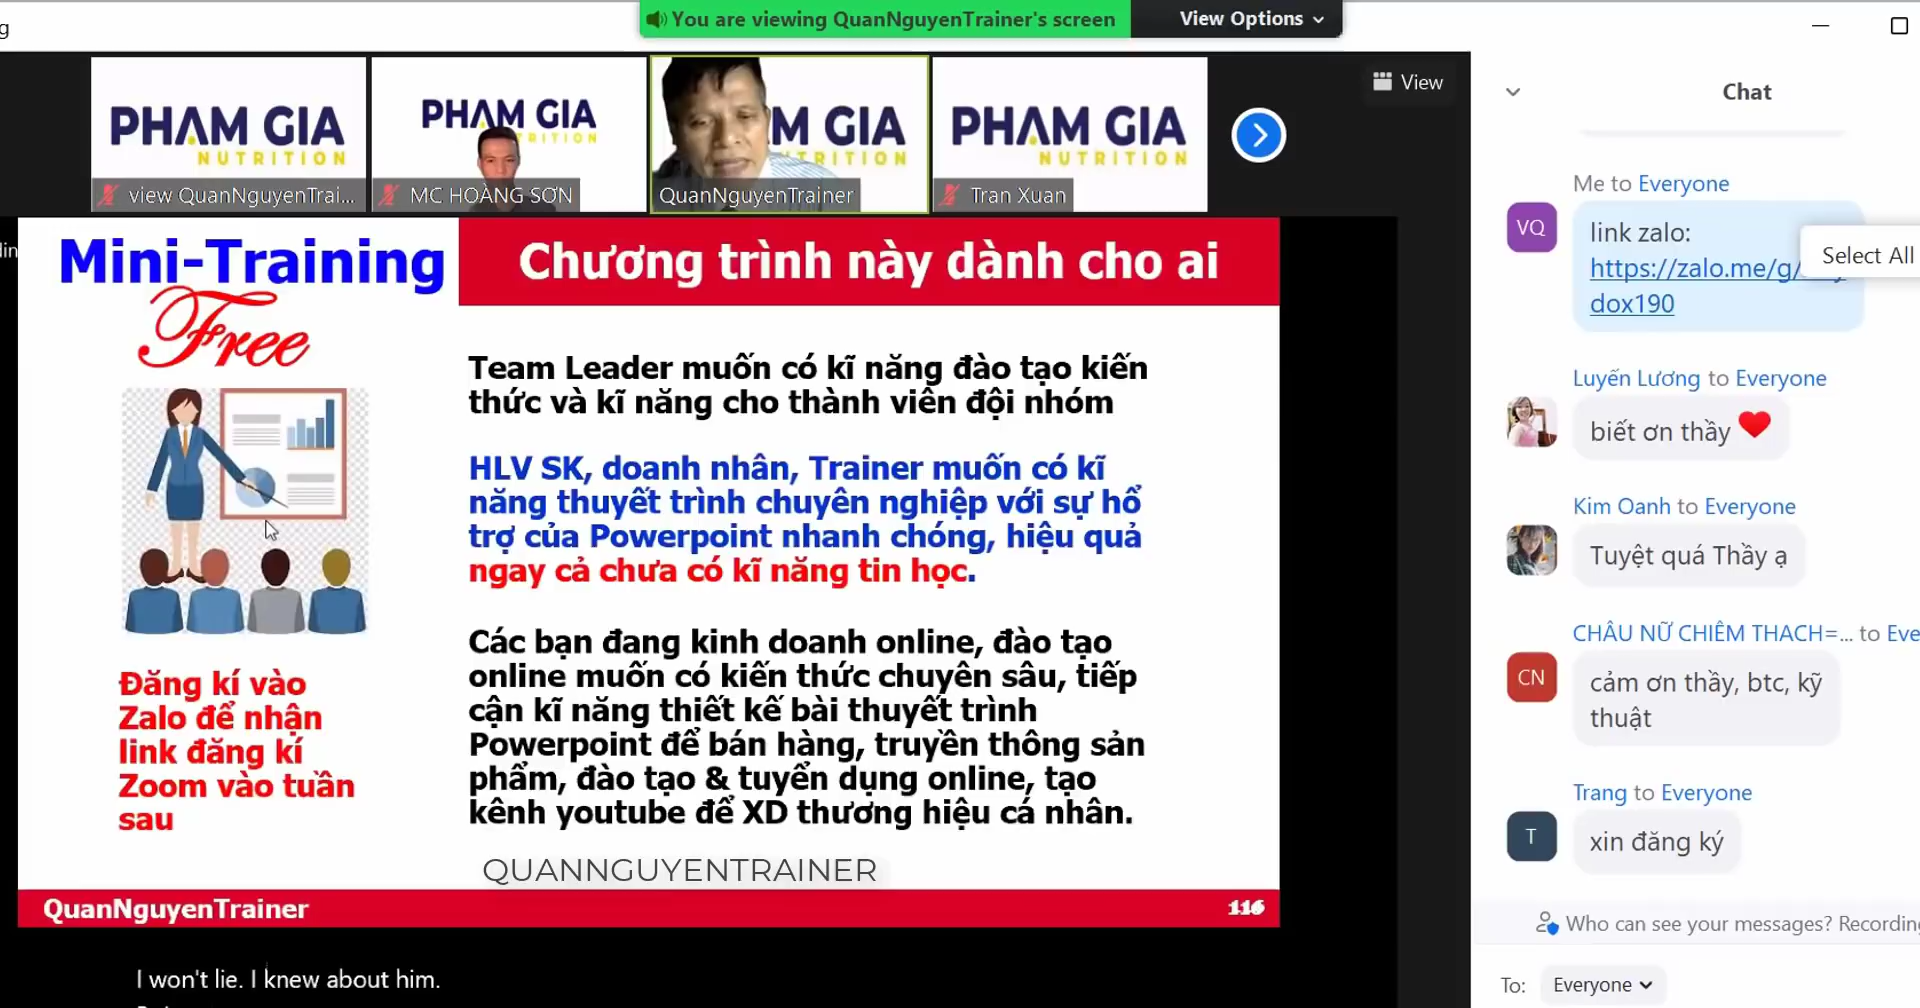 You are viewing QuanNguyenTrainer's screen
View Options
PHAM GIA
NUTRITION
view QuanNguyenTrai...
PHAM GIA
TRITION
MC HOÀNG SƠN
M GIA
TRITION
QuanNguyenTrainer
PHAM GIA
NUTRITION
Tran Xuan
View
Mini-Training
Free
Đăng kí vào
Zalo để nhận
link đăng kí
Zoom vào tuần
sau
Chương trình này dành cho ai
Team Leader muốn có kĩ năng đào tạo kiến
thức và kĩ năng cho thành viên đội nhóm
HLV SK, doanh nhân, Trainer muốn có kĩ
năng thuyết trình chuyên nghiệp với sự hổ
trợ của Powerpoint nhanh chóng, hiệu quả
ngay cả chưa có kĩ năng tin học.
Các bạn đang kinh doanh online, đào tạo
online muốn có kiến thức chuyên sâu, tiếp
cận kĩ năng thiết kế bài thuyết trình
Powerpoint để bán hàng, truyền thông sản
phẩm, đào tạo & tuyển dụng online, tạo
kênh youtube để XD thương hiệu cá nhân.
QUANNGUYENTRAINER
QuanNguyenTrainer
116
I won't lie. I knew about him.
Chat
Me to Everyone
VQ
link zalo:
https://zalo.me/g/
dox190
Select All
Luyến Lương to Everyone
biết ơn thầy
Kim Oanh to Everyone
Tuyệt quá Thầy ạ
CHÂU NỮ CHIÊM THACH=... to Eve
CN
cảm ơn thầy, btc, kỹ
thuật
Trang to Everyone
T
xin đăng ký
Who can see your messages? Recording
To: Everyone